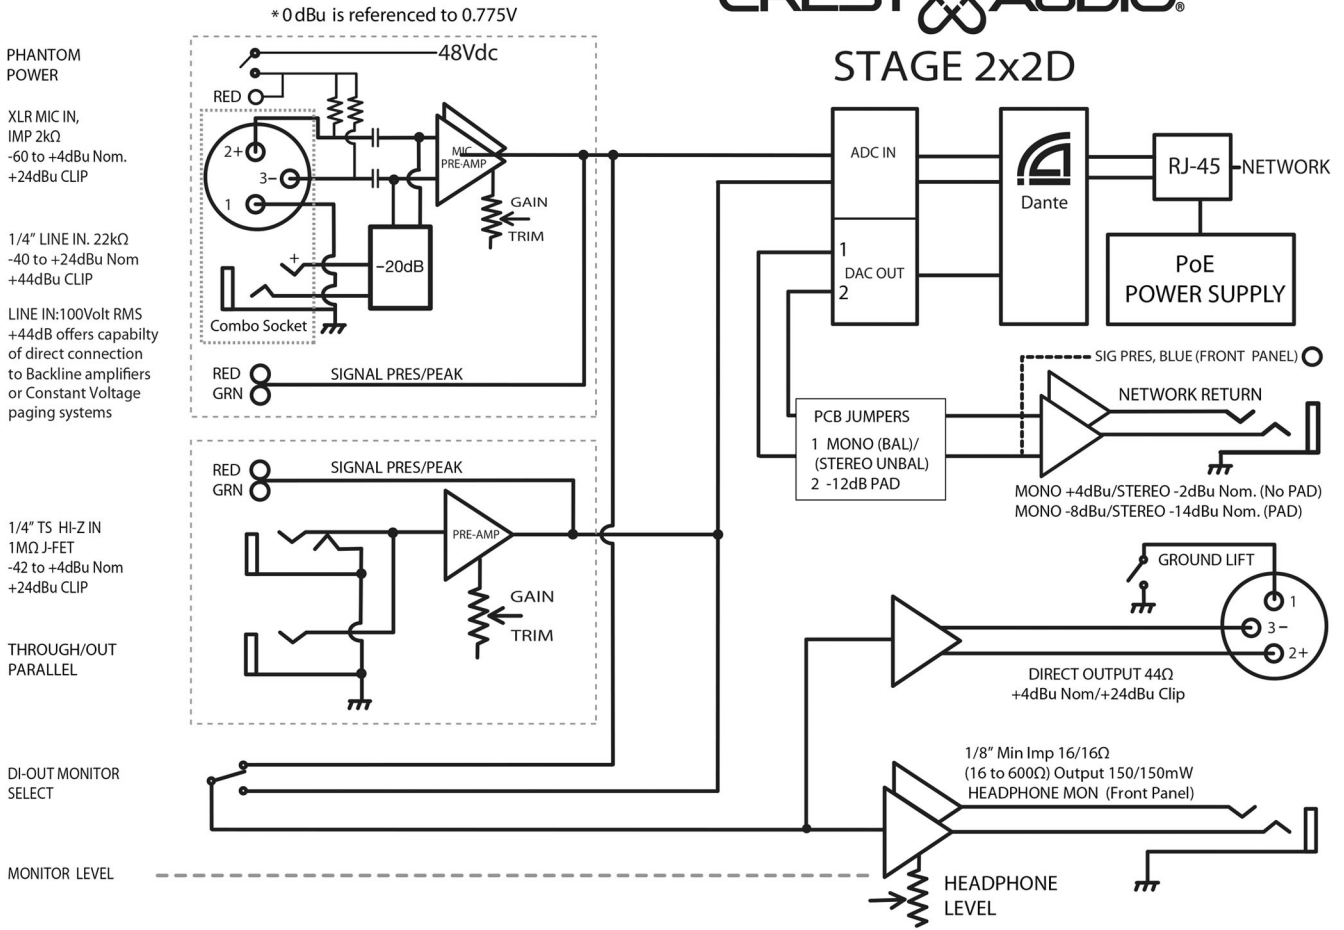 * 0 dBu is referenced to 0.775V
CREST AUDIO®
STAGE 2x2D
PHANTOM
POWER
48Vdc
RED
XLR MIC IN,
IMP 2kΩ
-60 to +4dBu Nom.
+24dBu CLIP
2+
3−
1
MIC
PRE-AMP
GAIN
TRIM
1/4” LINE IN. 22kΩ
-40 to +24dBu Nom
+44dBu CLIP
+
−20dB
LINE IN:100Volt RMS
+44dB offers capabilty
of direct connection
to Backline amplifiers
or Constant Voltage
paging systems
Combo Socket
RED
GRN
SIGNAL PRES/PEAK
ADC IN
Dante
RJ-45
NETWORK
PoE
POWER SUPPLY
1
DAC OUT
2
SIG PRES, BLUE (FRONT PANEL)
NETWORK RETURN
PCB JUMPERS
1 MONO (BAL)/
(STEREO UNBAL)
2 -12dB PAD
MONO +4dBu/STEREO -2dBu Nom. (No PAD)
MONO -8dBu/STEREO -14dBu Nom. (PAD)
RED
GRN
SIGNAL PRES/PEAK
1/4” TS HI-Z IN
1MΩ J-FET
-42 to +4dBu Nom
+24dBu CLIP
PRE-AMP
GAIN
TRIM
THROUGH/OUT
PARALLEL
GROUND LIFT
1
3 −
2+
DIRECT OUTPUT 44Ω
+4dBu Nom/+24dBu Clip
DI-OUT MONITOR
SELECT
1/8” Min Imp 16/16Ω
(16 to 600Ω) Output 150/150mW
HEADPHONE MON (Front Panel)
MONITOR LEVEL
HEADPHONE
LEVEL